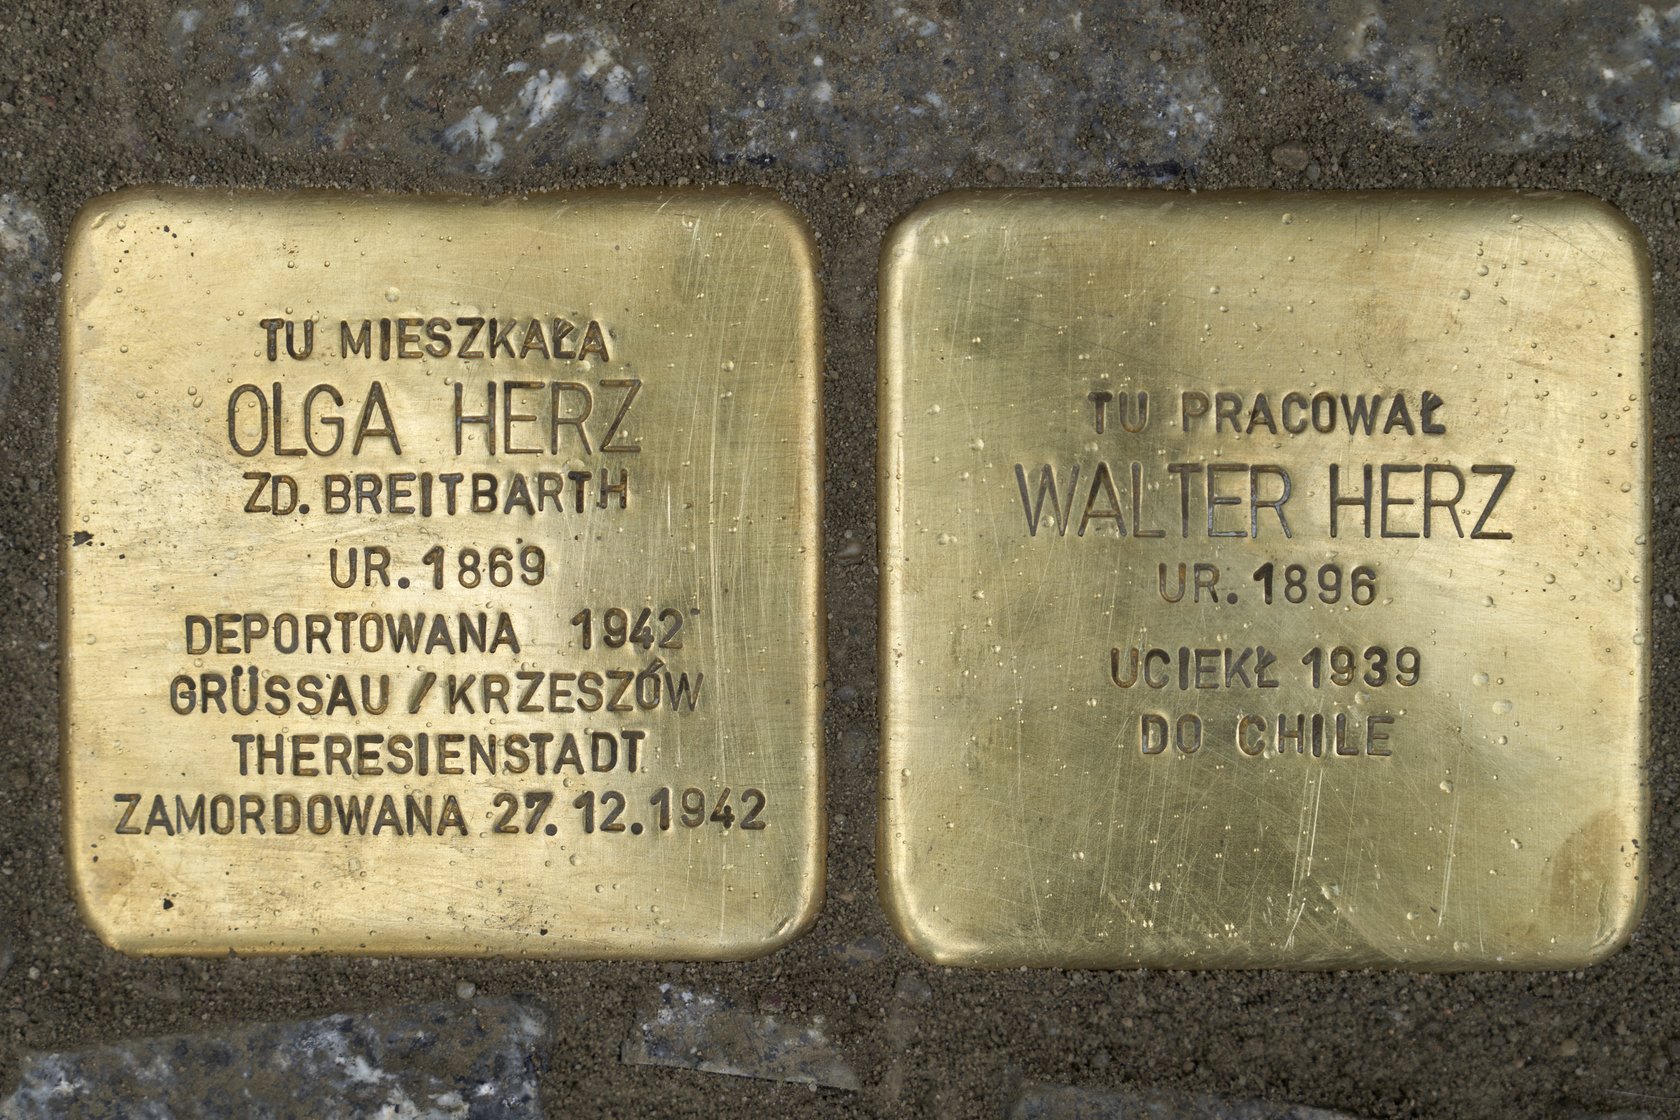 TU MIESZKAŁA
OLGA HERZ
ZD. BREITBARTH
UR. 1869
DEPORTOWANA 1942
GRÜSSAU / KRZESZÓW
THERESIENSTADT
ZAMORDOWANA 27.12.1942
TU PRACOWAŁ
WALTER HERZ
UR. 1896
UCIEKŁ 1939
DO CHILE